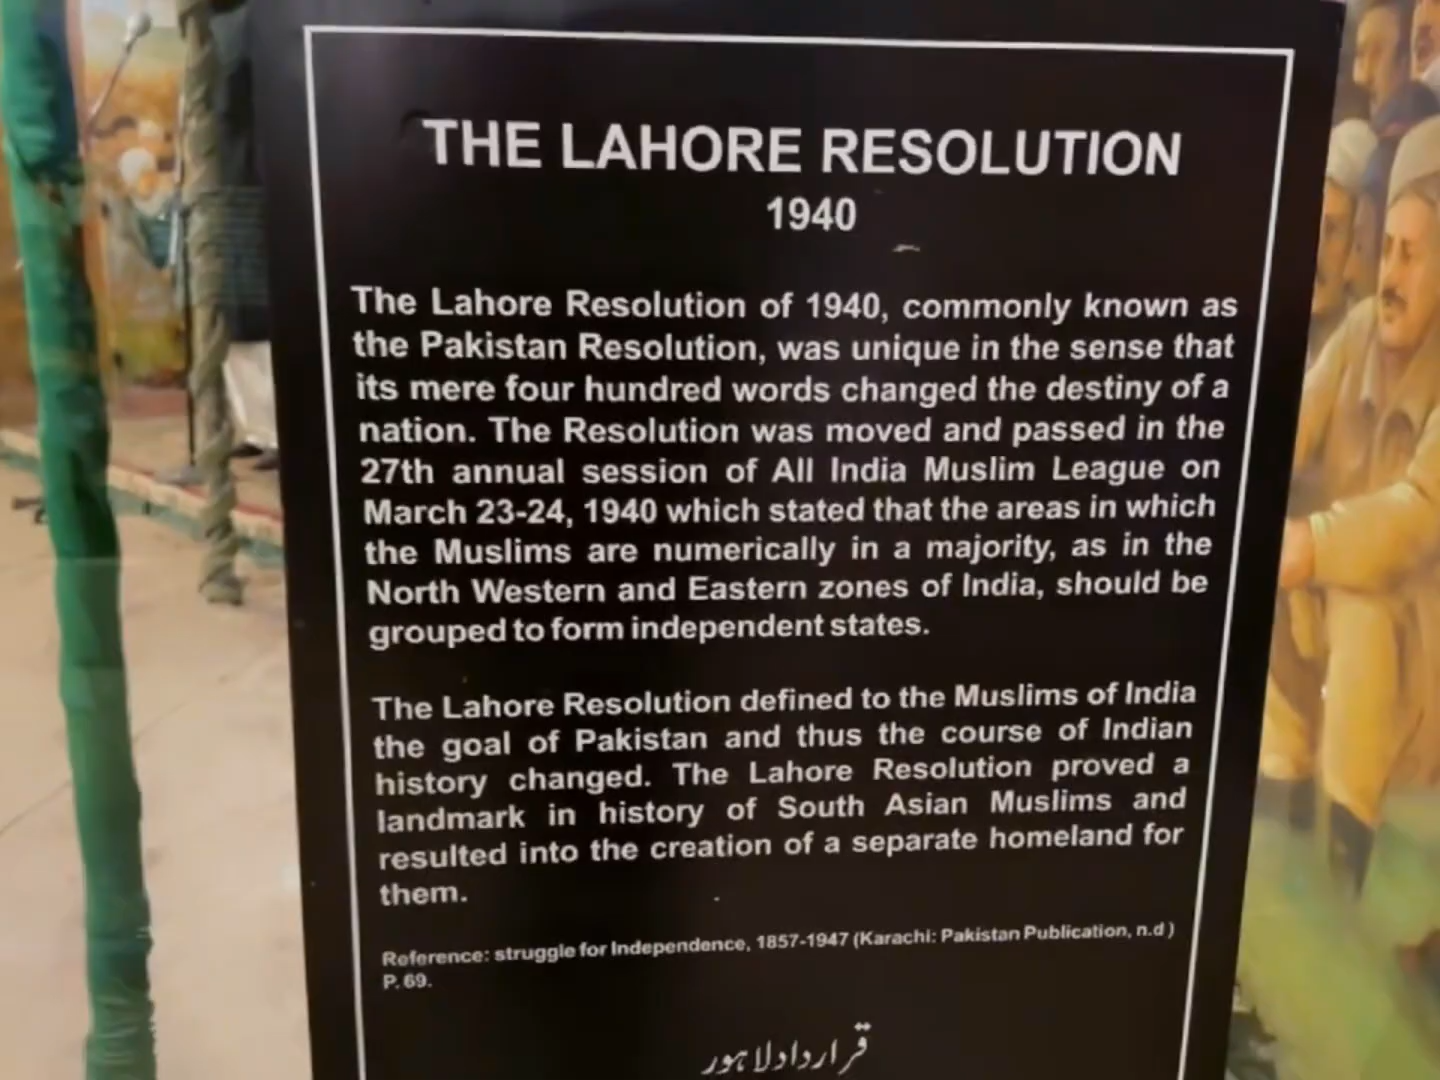 THE LAHORE RESOLUTION
1940
The Lahore Resolution of 1940, commonly known as
the Pakistan Resolution, was unique in the sense that
its mere four hundred words changed the destiny of a
nation. The Resolution was moved and passed in the
27th annual session of All India Muslim League on
March 23-24, 1940 which stated that the areas in which
the Muslims are numerically in a majority, as in the
North Western and Eastern zones of India, should be
grouped to form independent states.
The Lahore Resolution defined to the Muslims of India
the goal of Pakistan and thus the course of Indian
history changed. The Lahore Resolution proved a
landmark in history of South Asian Muslims and
resulted into the creation of a separate homeland for
them.
Reference: struggle for Independence, 1857-1947 (Karachi: Pakistan Publication, n.d )
P. 69.
قرارداد لاہور